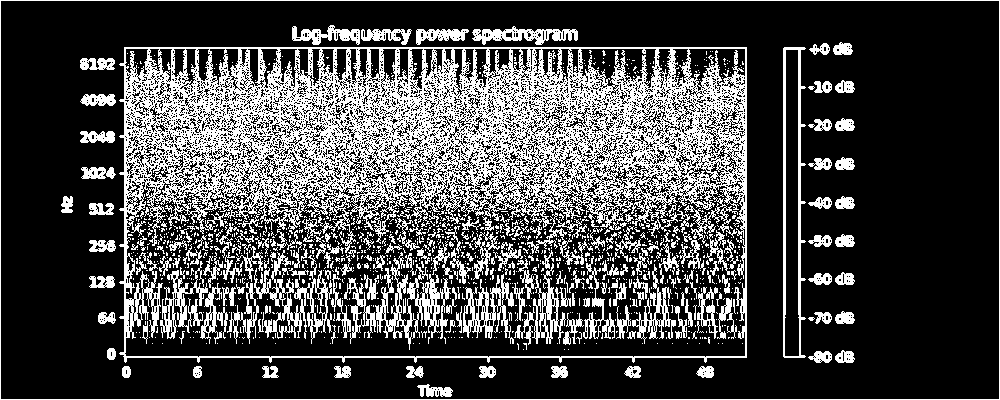 Log-frequency power spectrogram
8192
4096
2048
1024
512
256
128
64
0
Hz
0 6 12 18 24 30 36 42 48
Time
+0 dB
-10 dB
-20 dB
-30 dB
-40 dB
-50 dB
-60 dB
-70 dB
-80 dB